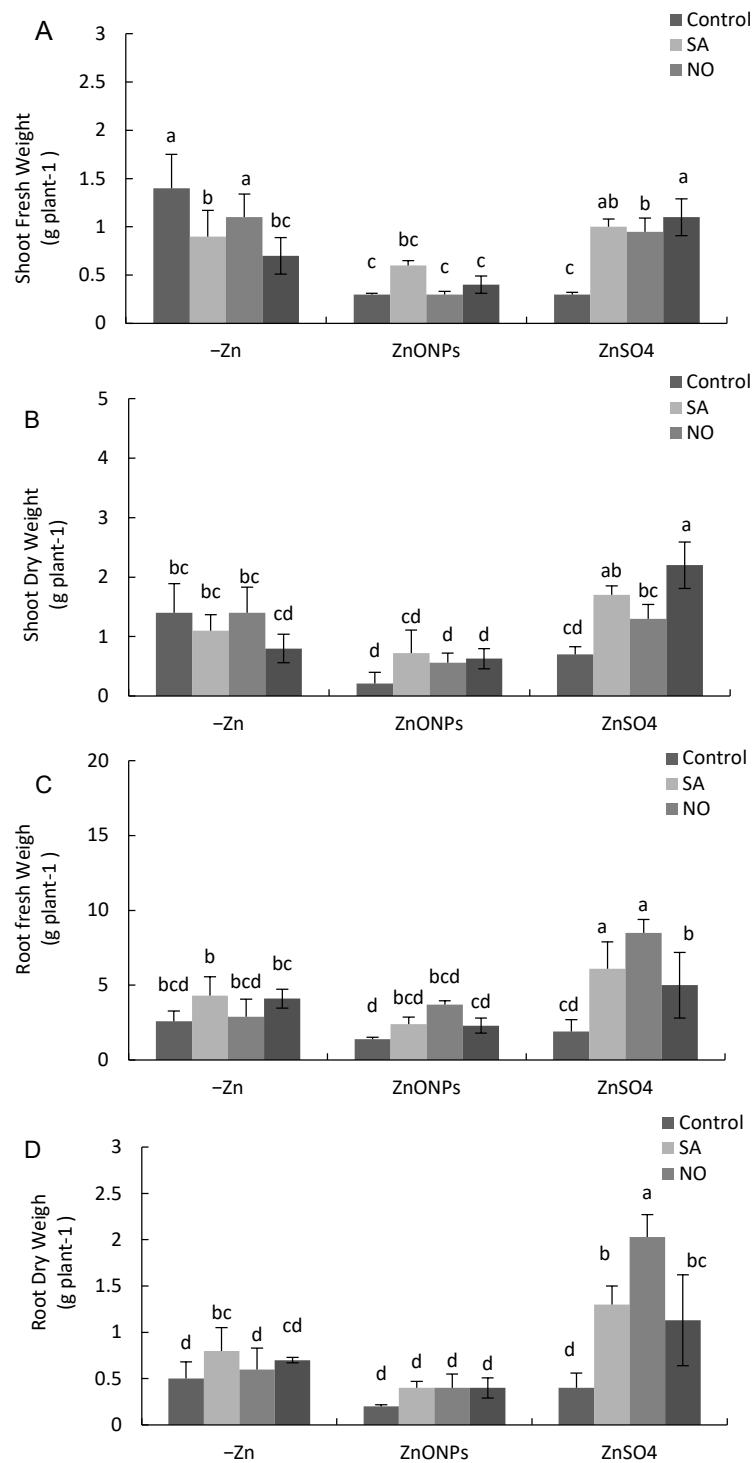 A
Shoot Fresh Weight
(g plant-1 )
3
2.5
2
1.5
1
0.5
0
Control
SA
NO
a
b
a
bc
c
bc
c
c
c
ab
b
a
−Zn
ZnONPs
ZnSO4
B
Shoot Dry Weight
(g plant-1)
5
4
3
2
1
0
Control
SA
NO
bc
bc
bc
cd
d
cd
d
d
cd
ab
bc
a
−Zn
ZnONPs
ZnSO4
C
Root fresh Weigh
(g plant-1 )
20
15
10
5
0
Control
SA
NO
bcd
b
bcd
bc
d
bcd
bcd
cd
cd
a
a
b
−Zn
ZnONPs
ZnSO4
D
Root Dry Weigh
(g plant-1 )
3
2.5
2
1.5
1
0.5
0
Control
SA
NO
d
bc
d
cd
d
d
d
d
d
b
a
bc
−Zn
ZnONPs
ZnSO4